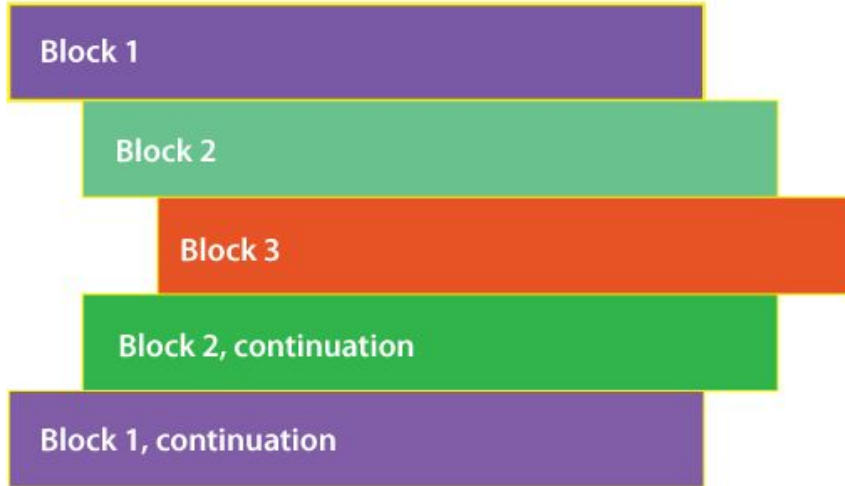 Block 1
Block 2
Block 3
Block 2, continuation
Block 1, continuation